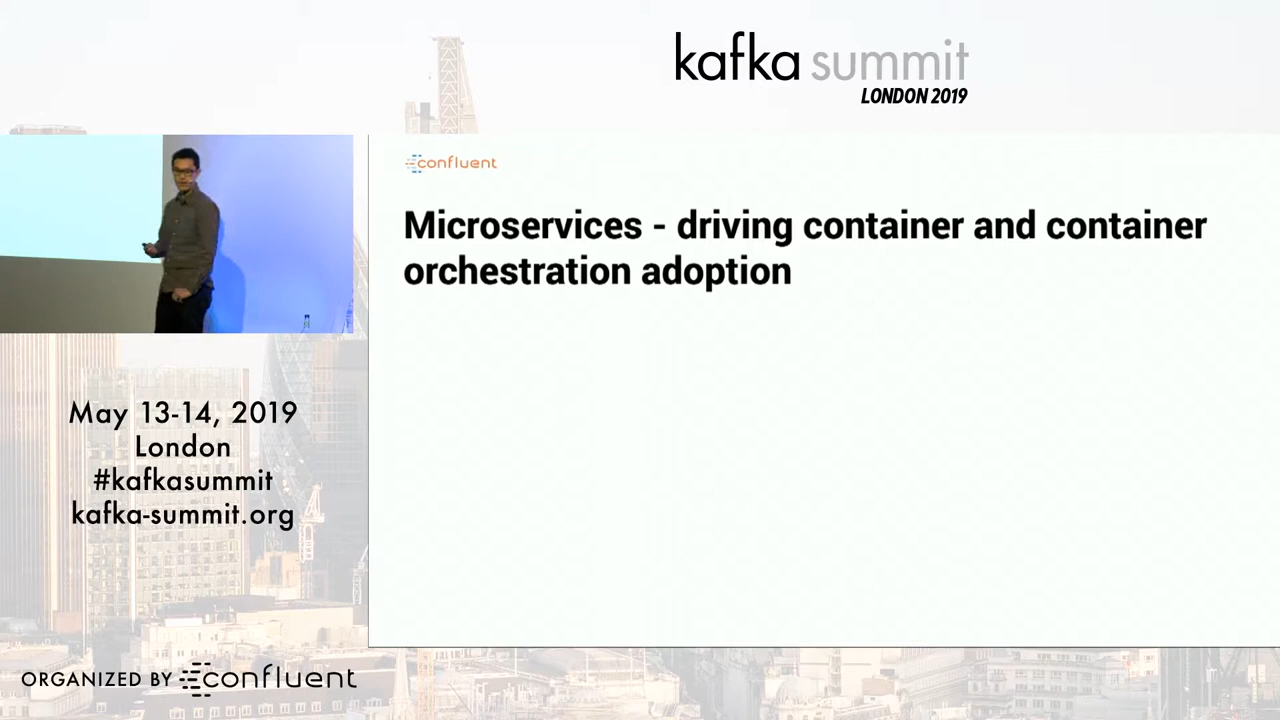 kafka summit
LONDON 2019
confluent
Microservices - driving container and container
orchestration adoption
May 13-14, 2019
London
#kafkasummit
kafka-summit.org
ORGANIZED BY confluent